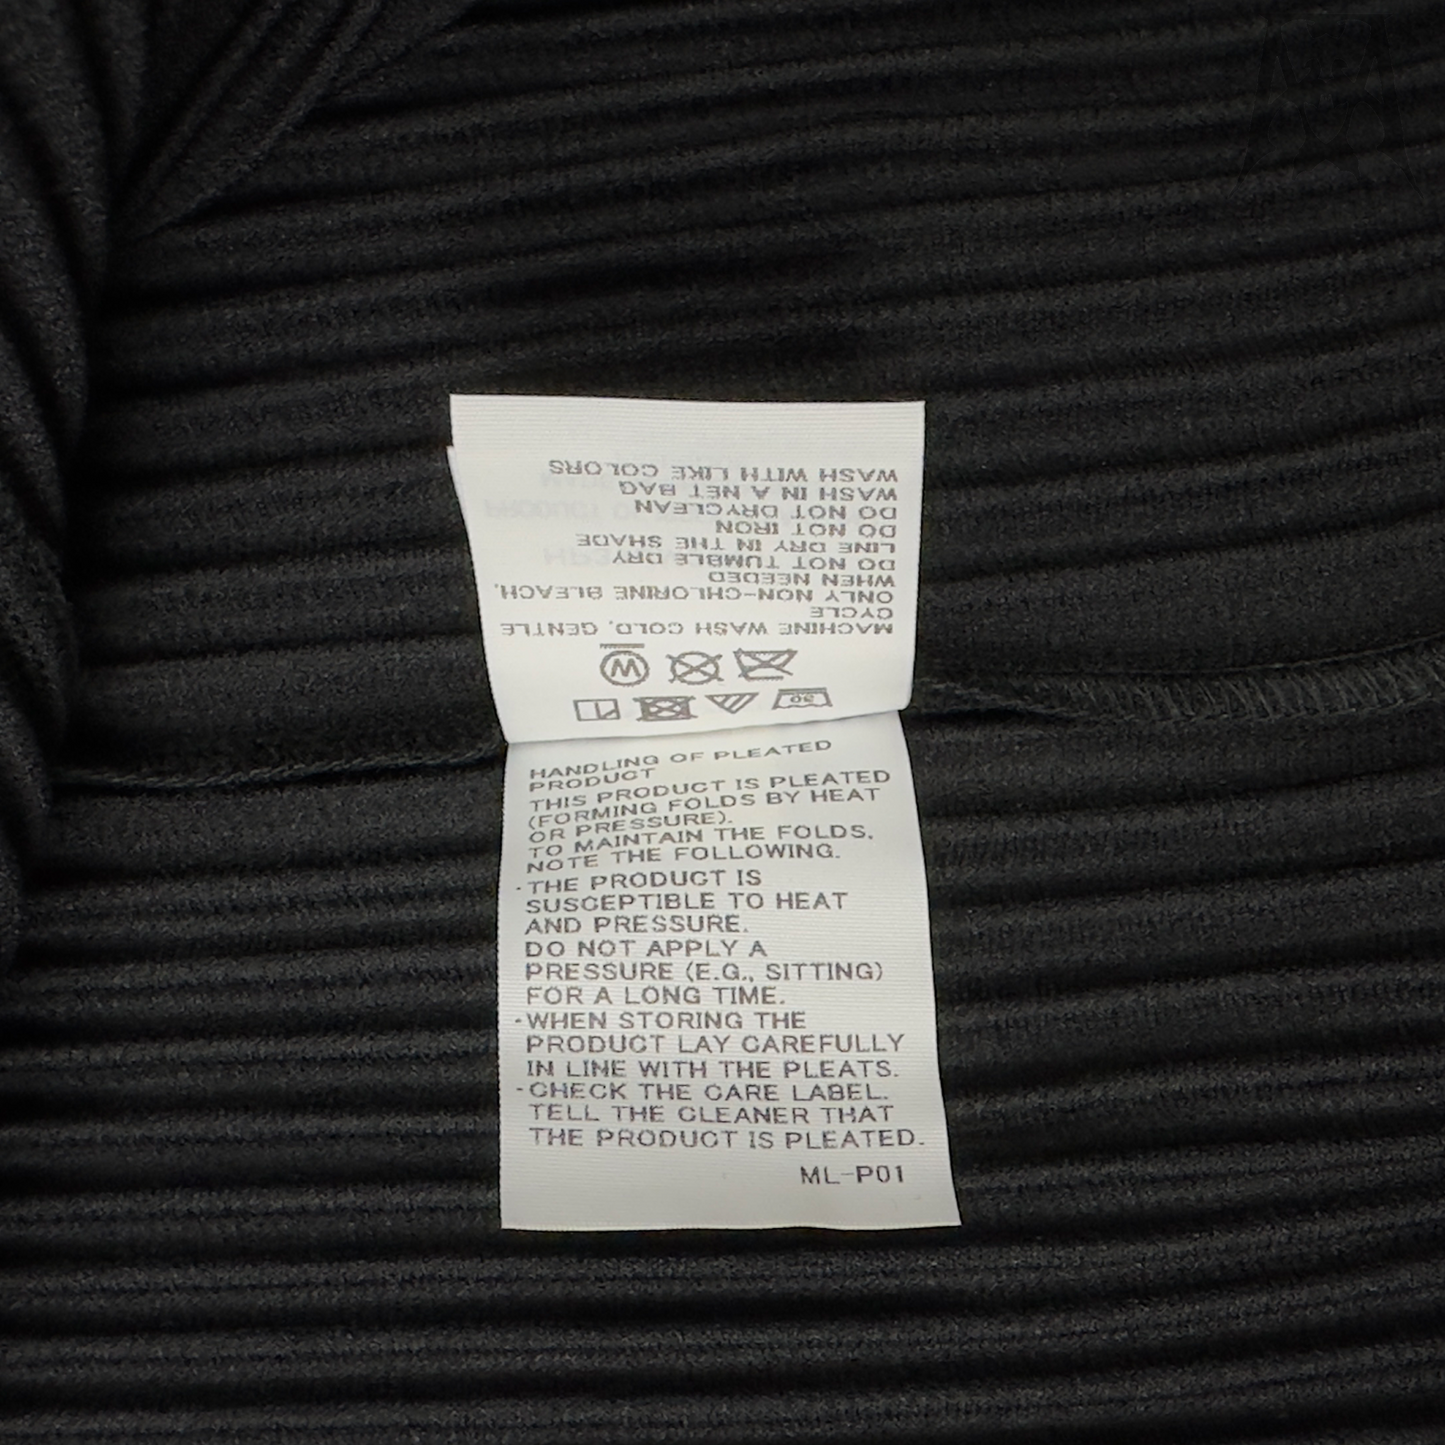 MACHINE WASH COLD, GENTLE
CYCLE
ONLY NON-CHLORINE BLEACH,
WHEN NEEDED
DO NOT TUMBLE DRY
LINE DRY IN THE SHADE
DO NOT IRON
DO NOT DRYCLEAN
WASH IN A NET BAG
WASH WITH LIKE COLORS
HANDLING OF PLEATED
PRODUCT
THIS PRODUCT IS PLEATED
(FORMING FOLDS BY HEAT
OR PRESSURE).
TO MAINTAIN THE FOLDS,
NOTE THE FOLLOWING.
·THE PRODUCT IS
SUSCEPTIBLE TO HEAT
AND PRESSURE.
DO NOT APPLY A
PRESSURE (E.G., SITTING)
FOR A LONG TIME.
·WHEN STORING THE
PRODUCT LAY CAREFULLY
IN LINE WITH THE PLEATS.
·CHECK THE CARE LABEL.
TELL THE CLEANER THAT
THE PRODUCT IS PLEATED.
ML-P01